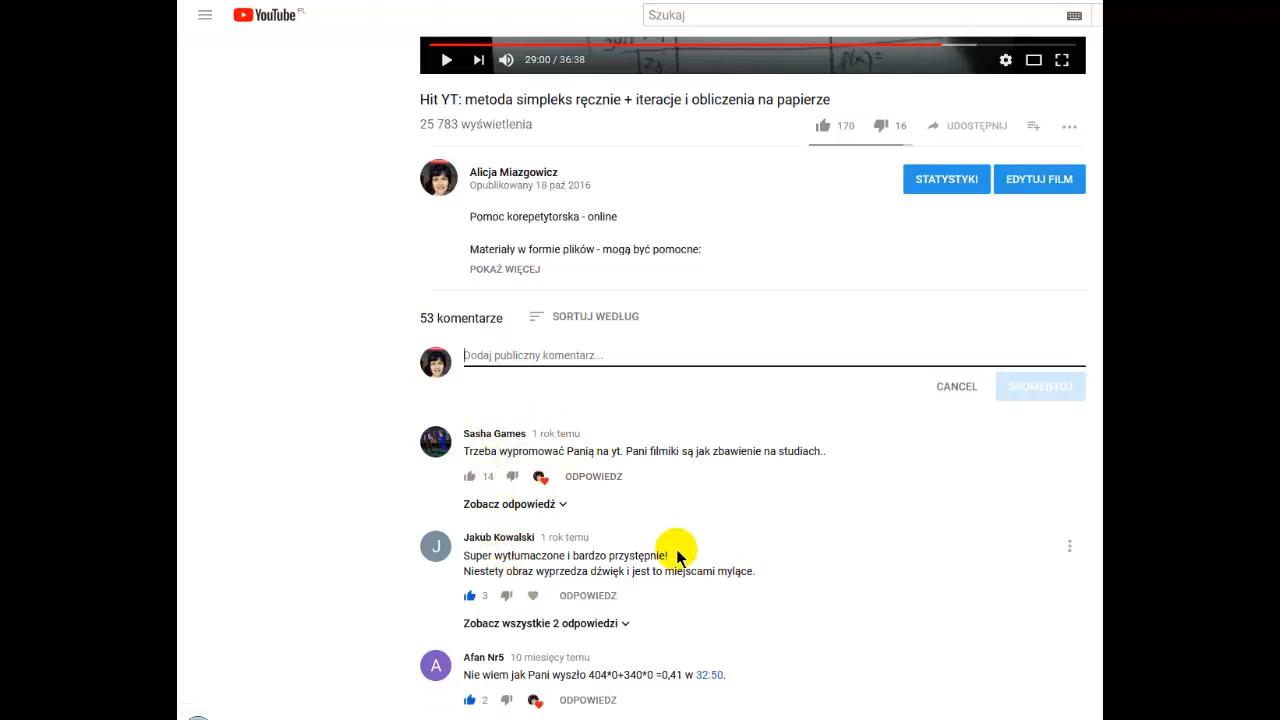 YouTube PL
Szukaj
29:00 / 36:38
Hit YT: metoda simpleks ręcznie + iteracje i obliczenia na papierze
25 783 wyświetlenia
170
16
UDOSTĘPNIJ
Alicja Miazgowicz
Opublikowany 18 paź 2016
STATYSTYKI
EDYTUJ FILM
Pomoc korepetytorska - online
Materiały w formie plików - mogą być pomocne:
POKAŻ WIĘCEJ
53 komentarze
SORTUJ WEDŁUG
Dodaj publiczny komentarz...
CANCEL
SKOMENTUJ
Sasha Games 1 rok temu
Trzeba wypromować Panią na yt. Pani filmiki są jak zbawienie na studiach..
14
ODPOWIEDZ
Zobacz odpowiedź
J
Jakub Kowalski 1 rok temu
Super wytłumaczone i bardzo przystępnie!
Niestety obraz wyprzedza dźwięk i jest to miejscami mylące.
3
ODPOWIEDZ
Zobacz wszystkie 2 odpowiedzi
A
Afan Nr5 10 miesięcy temu
Nie wiem jak Pani wyszło 404*0+340*0 =0,41 w 32:50.
2
ODPOWIEDZ